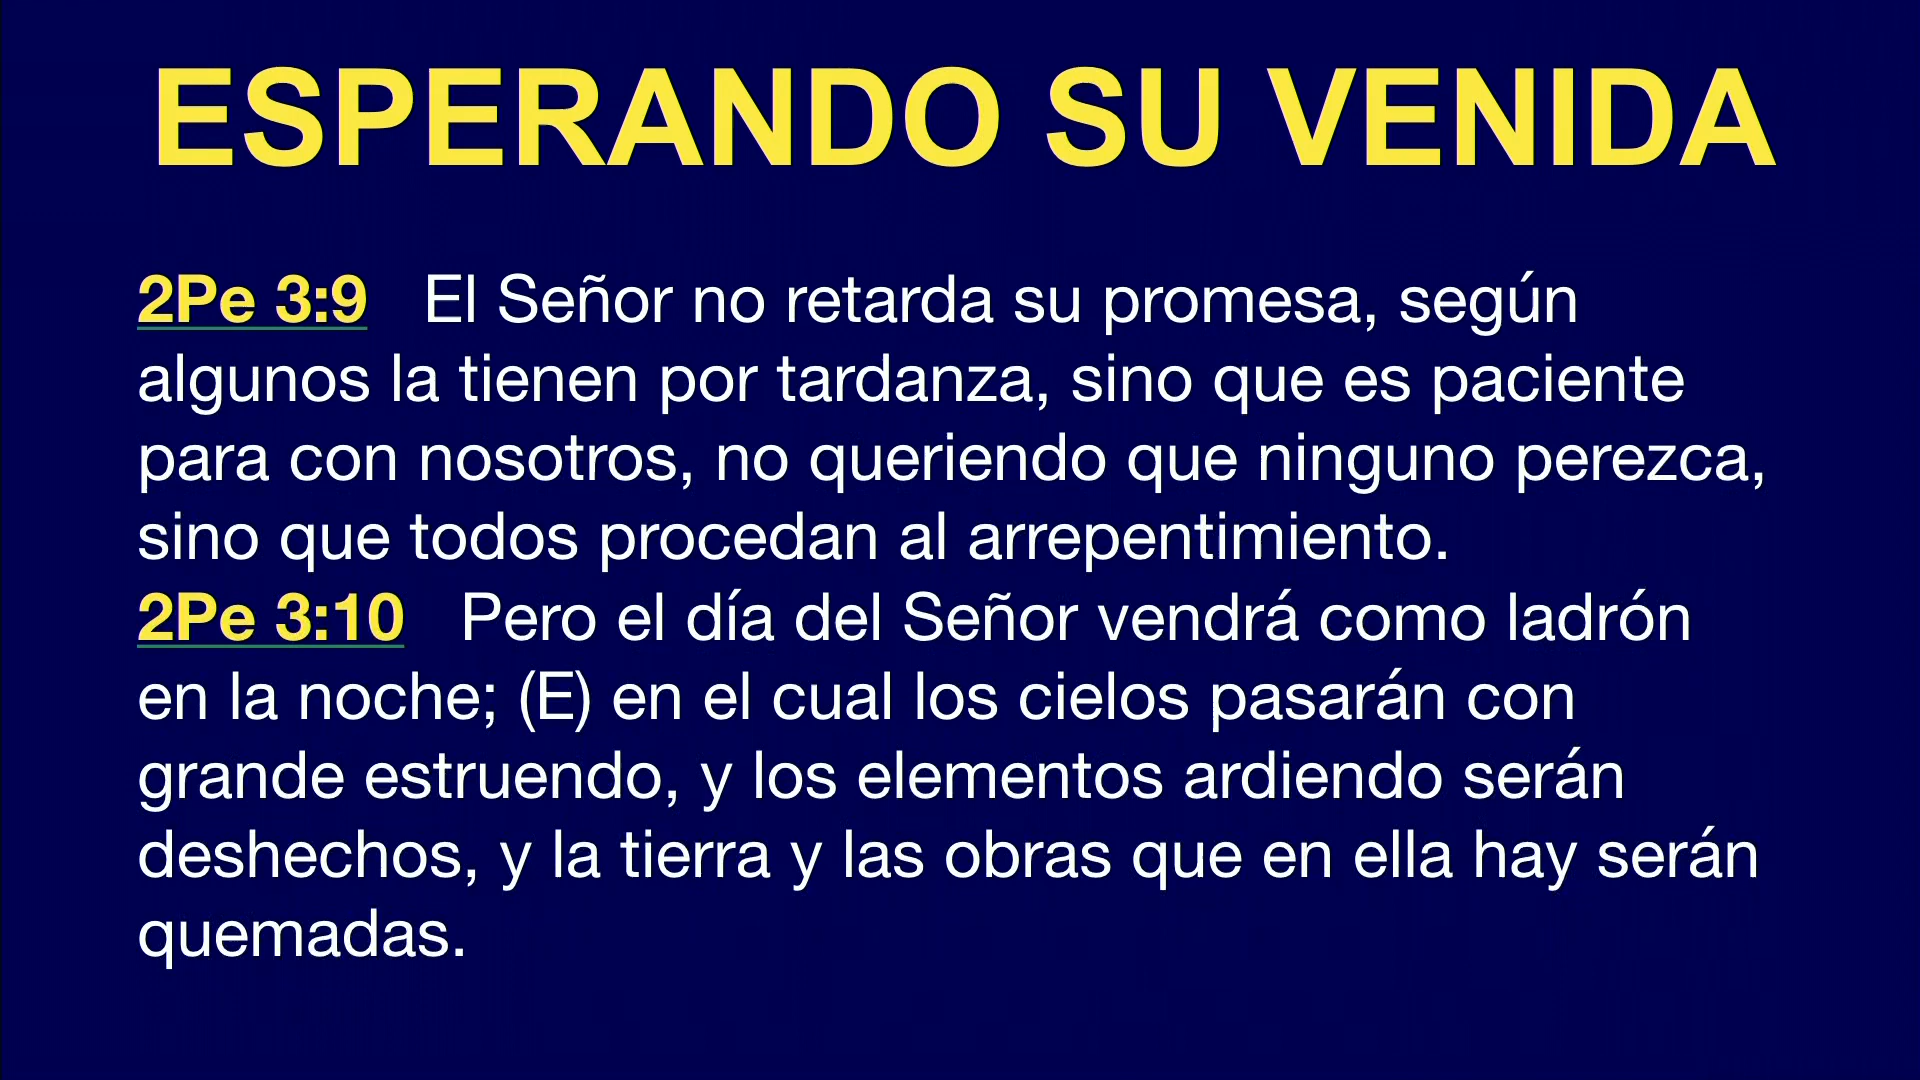 ESPERANDO SU VENIDA
2Pe 3:9 El Señor no retarda su promesa, según
algunos la tienen por tardanza, sino que es paciente
para con nosotros, no queriendo que ninguno perezca,
sino que todos procedan al arrepentimiento.
2Pe 3:10 Pero el día del Señor vendrá como ladrón
en la noche; (E) en el cual los cielos pasarán con
grande estruendo, y los elementos ardiendo serán
deshechos, y la tierra y las obras que en ella hay serán
quemadas.